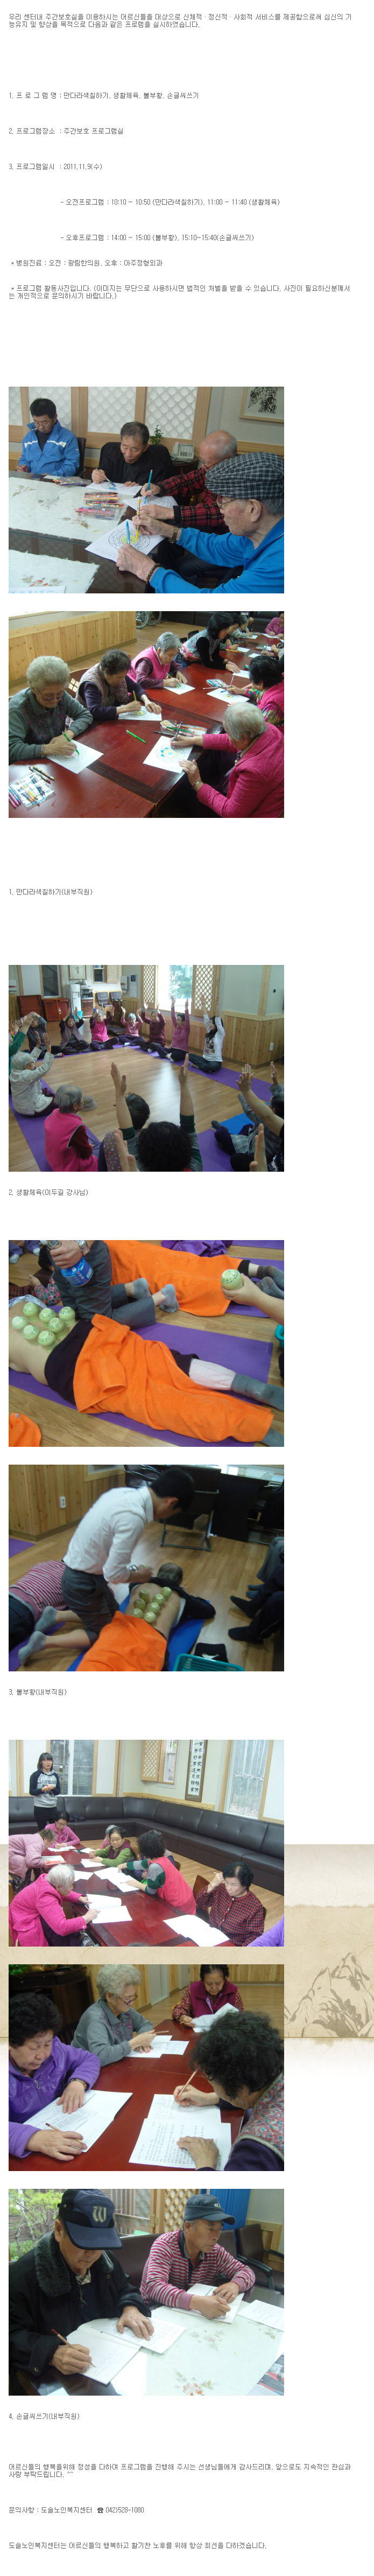 우리 센터내 주간보호실을 이용하시는 어르신들을 대상으로 신체적 · 정신적 · 사회적 서비스를 제공함으로써 심신의 기
능유지 및 향상을 목적으로 다음과 같은 프로램을 실시하였습니다.
1. 프 로 그 램 명 : 만다라색칠하기, 생활체육, 불부황, 손글씨쓰기
2. 프로그램장소 : 주간보호 프로그램실
3. 프로그램일시 : 2011.11.9(수)
- 오전프로그램 : 10:10 ~ 10:50 (만다라색칠하기), 11:00 ~ 11:40 (생활체육)
- 오후프로그램 : 14:00 ~ 15:00 (불부황), 15:10~15:40(손글씨쓰기)
* 병원진료 : 오전 : 광림한의원, 오후 : 아주정형외과
* 프로그램 활동사진입니다. (이미지는 무단으로 사용하시면 법적인 처벌을 받을 수 있습니다. 사진이 필요하신분께서
는 개인적으로 문의하시기 바랍니다.)
1. 만다라색칠하기(내부직원)
2. 생활체육(이두길 강사님)
3. 불부황(내부직원)
4. 손글씨쓰기(내부직원)
어르신들의 행복을위해 정성을 다하여 프로그램을 진행해 주시는 선생님들에게 감사드리며, 앞으로도 지속적인 관심과
사랑 부탁드립니다. ^^
문의사항 : 도솔노인복지센터 ☎ 042)528-1080
도솔노인복지센터는 어르신들의 행복하고 활기찬 노후를 위해 항상 최선을 다하겠습니다.